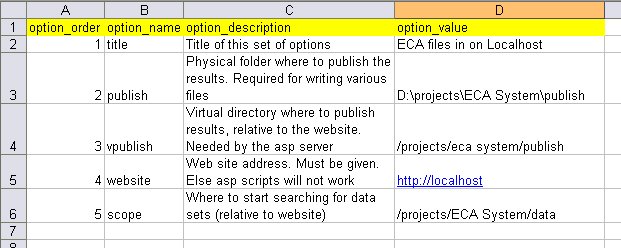 A B C D
1 option_order option_name option_description option_value
2 1 title Title of this set of options ECA files in on Localhost
Physical folder where to publish the
results. Required for writing various
3 2 publish files D:\projects\ECA System\publish
Virtual directory where to publish
results, relative to the website.
4 3 vpublish Needed by the asp server /projects/eca system/publish
Web site address. Must be given.
5 4 website Else asp scripts will not work http://localhost
Where to start searching for data
6 5 scope sets (relative to website) /projects/ECA System/data
7
8